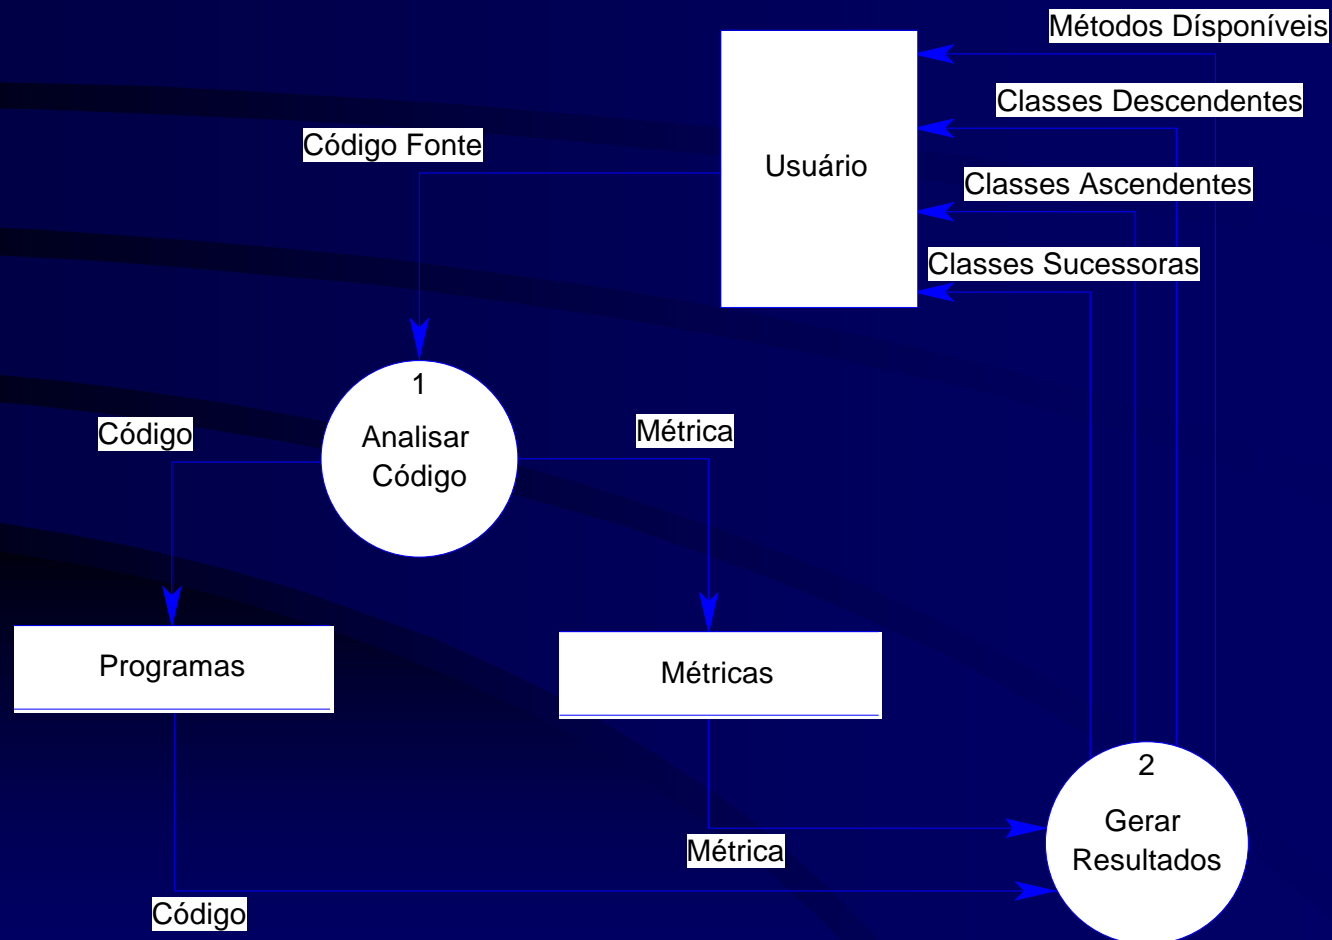 Métodos Dísponíveis
Classes Descendentes
Código Fonte
Usuário
Classes Ascendentes
Classes Sucessoras
1
Analisar
Código
Código
Métrica
Programas
Métricas
2
Gerar
Resultados
Métrica
Código